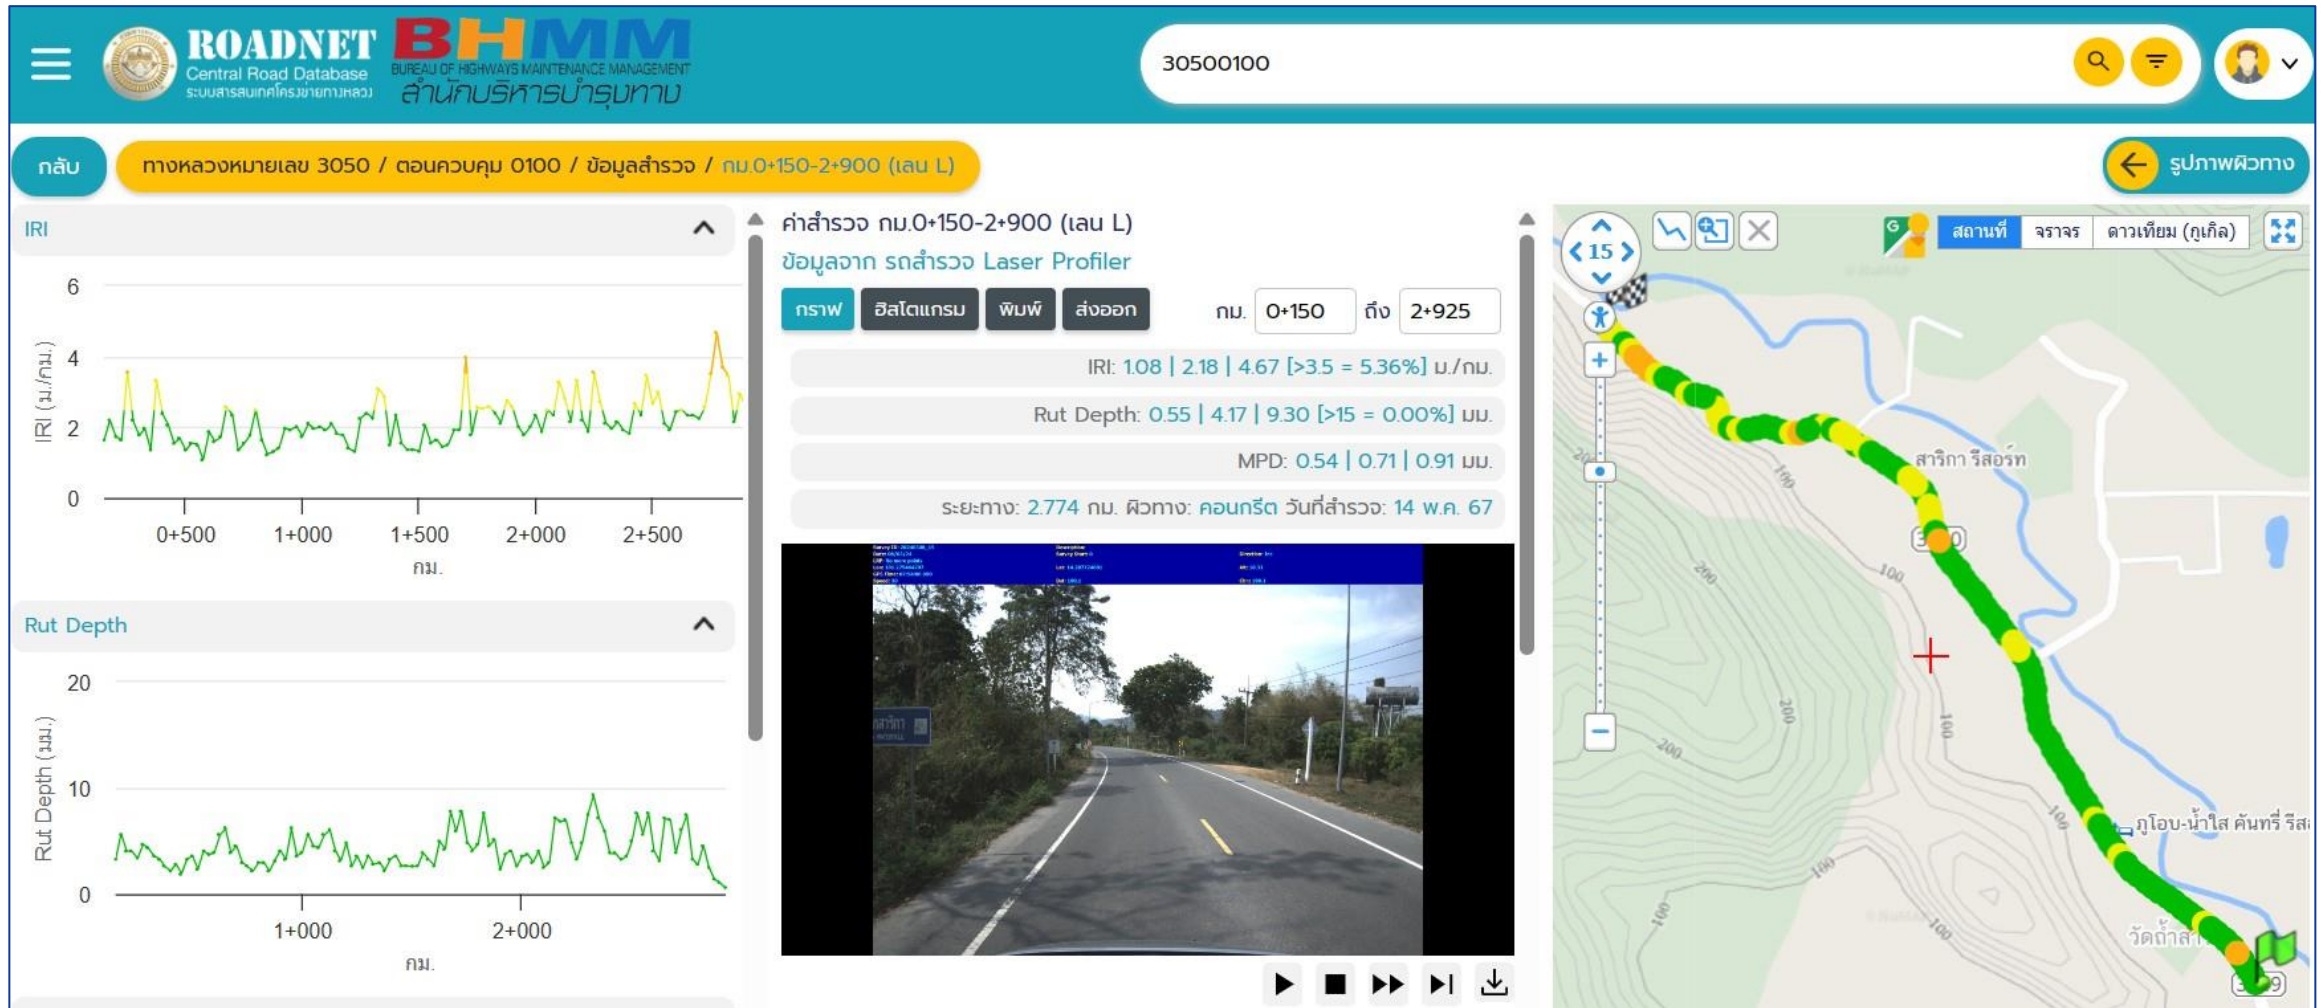 ROADNET
Central Road Database
ระบบสารสนเทศโครงข่ายทางหลวง
BHMM
BUREAU OF HIGHWAYS MAINTENANCE MANAGEMENT
สำนักบริหารบำรุงทาง
30500100
กลับ
ทางหลวงหมายเลข 3050 / ตอนควบคุม 0100 / ข้อมูลสำรวจ / กม.0+150-2+900 (เลน L)
รูปภาพผิวทาง
IRI
6
4
2
0
IRI (ม./กม.)
0+500 1+000 1+500 2+000 2+500
กม.
Rut Depth
20
10
0
Rut Depth (มม.)
1+000 2+000
กม.
ค่าสำรวจ กม.0+150-2+900 (เลน L)
ข้อมูลจาก รถสำรวจ Laser Profiler
กราฟ ฮิสโตแกรม พิมพ์ ส่งออก กม. 0+150 ถึง 2+925
IRI: 1.08 | 2.18 | 4.67 [>3.5 = 5.36%] ม./กม.
Rut Depth: 0.55 | 4.17 | 9.30 [>15 = 0.00%] มม.
MPD: 0.54 | 0.71 | 0.91 มม.
ระยะทาง: 2.774 กม. ผิวทาง: คอนกรีต วันที่สำรวจ: 14 พ.ค. 67
15
G
สถานที่ จราจร ดาวเทียม (กูเกิล)
สาริกา รีสอร์ท
200
100
100
200
100
200
100
200
100
100
ภูโอบ-น้ำใส คันทรี่
100
100